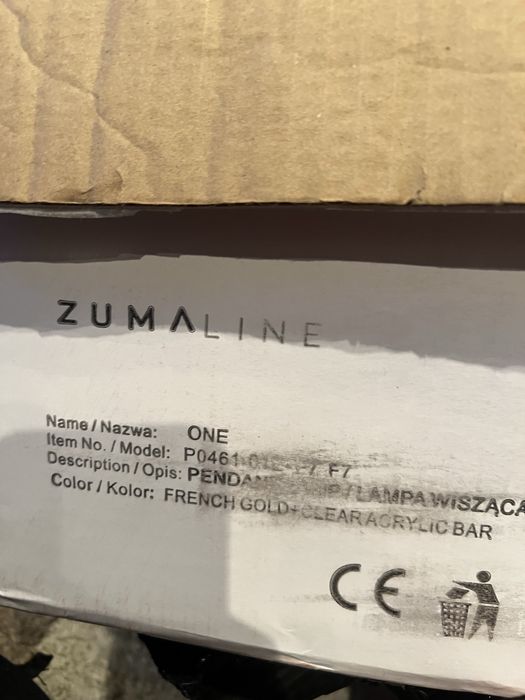 ZUMALINE
Name / Nazwa: ONE
Item No. / Model: F7
Description / Opis: / LAMPA WISZĄCA
Color / Kolor: FRENCH GOLD+CLEAR ACRYLIC BAR
CE